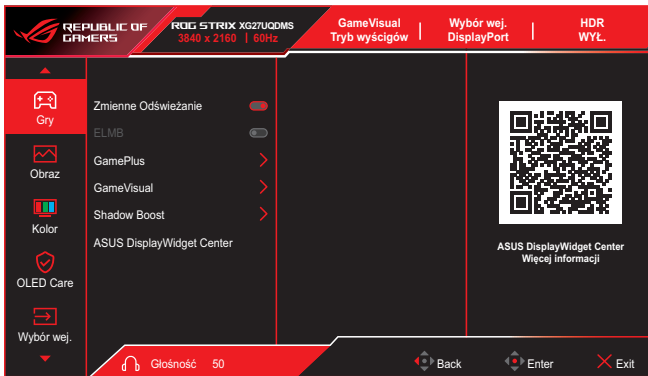 REPUBLIC OF
GAMERS
ROG STRIX XG27UQDMS
3840 x 2160 | 60Hz
GameVisual
Tryb wyścigów
Wybór wej.
DisplayPort
HDR
WYŁ.
Gry
Obraz
Kolor
OLED Care
Wybór wej.
Zmienne Odświeżanie
ELMB
GamePlus
GameVisual
Shadow Boost
ASUS DisplayWidget Center
ASUS DisplayWidget Center
Więcej informacji
Głośność 50
Back
Enter
Exit